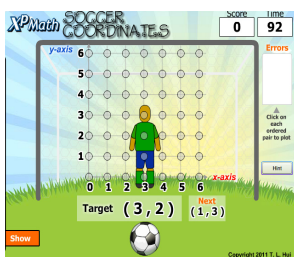 XPMath SOCCER COORDINATES
Score Time
0 92
y-axis
6
5
4
3
2
1
0 1 2 3 4 5 6
x-axis
Errors
Click on
each
ordered
pair to plot
Hint
Target (3,2)
Next
(1,3)
Show
Copyright 2011 T. L. Hui